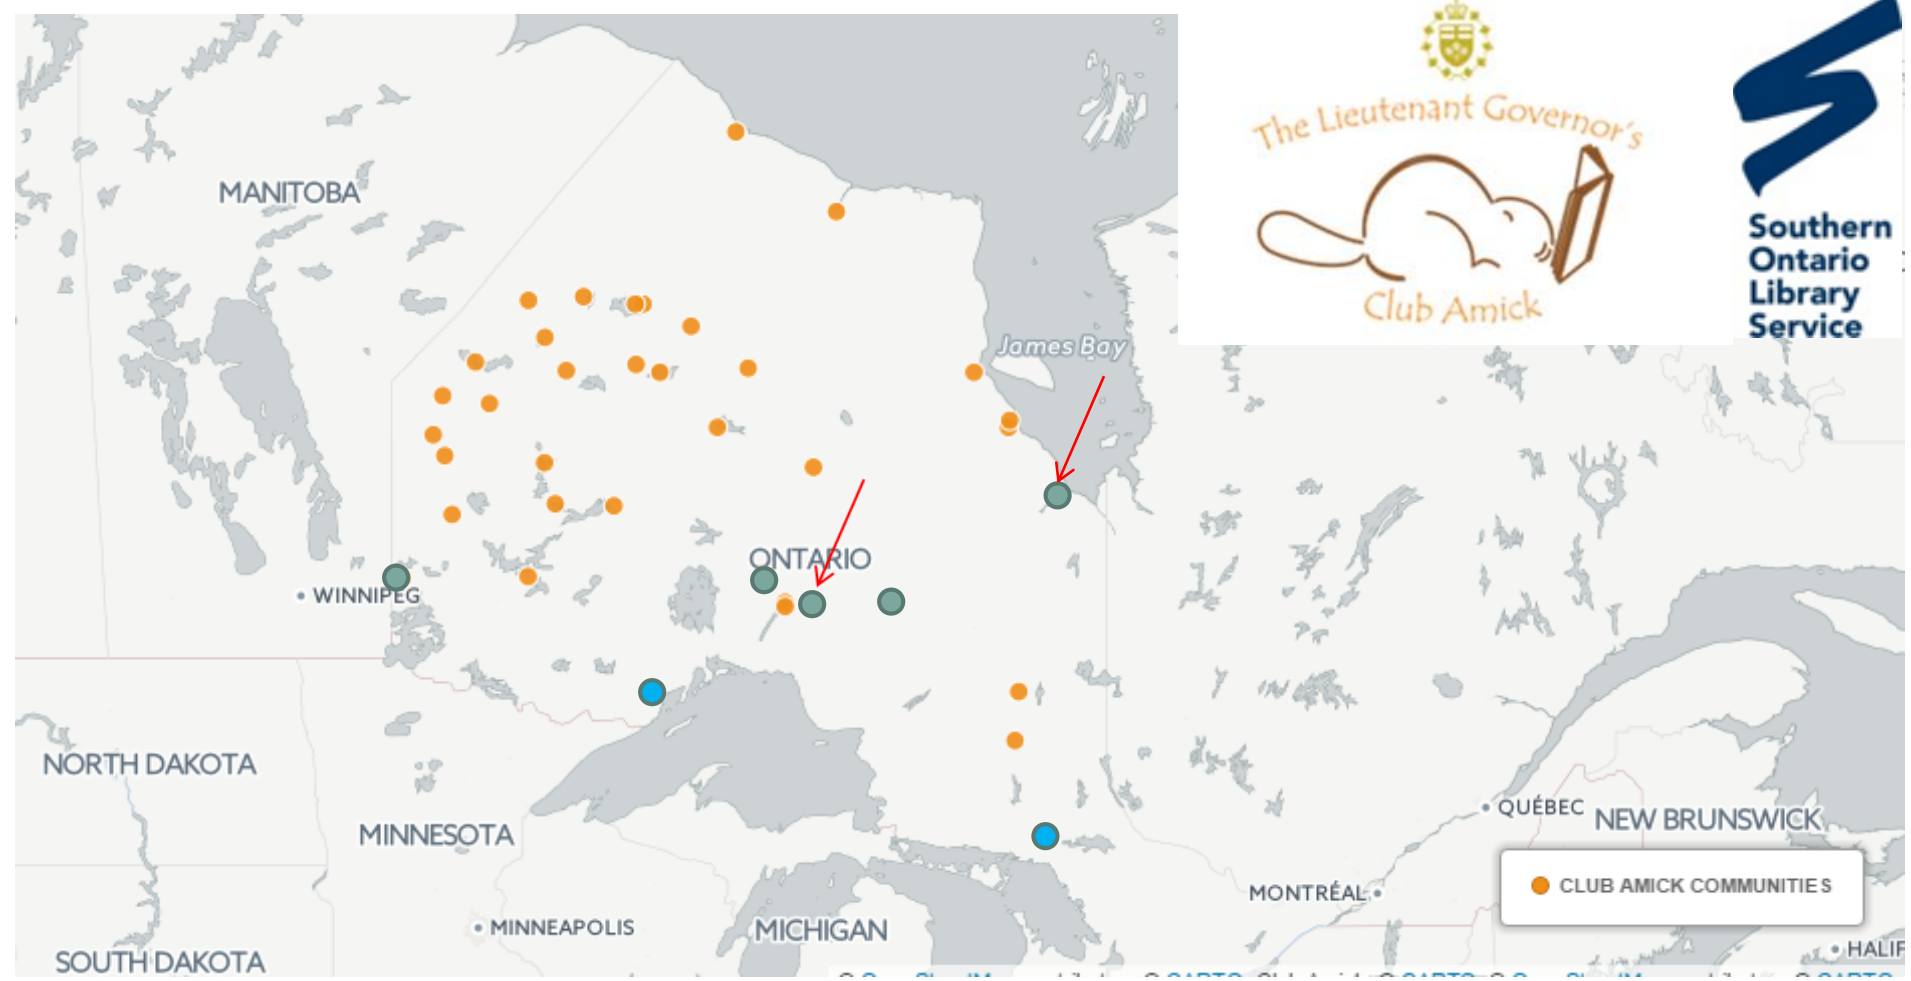 The Lieutenant Governor's
Club Amick
Southern
Ontario
Library
Service
MANITOBA
James Bay
ONTARIO
WINNIPEG
NORTH DAKOTA
MINNESOTA
QUÉBEC
NEW BRUNSWICK
CLUB AMICK COMMUNITIES
MONTRÉAL
MINNEAPOLIS
MICHIGAN
HALIF
SOUTH DAKOTA